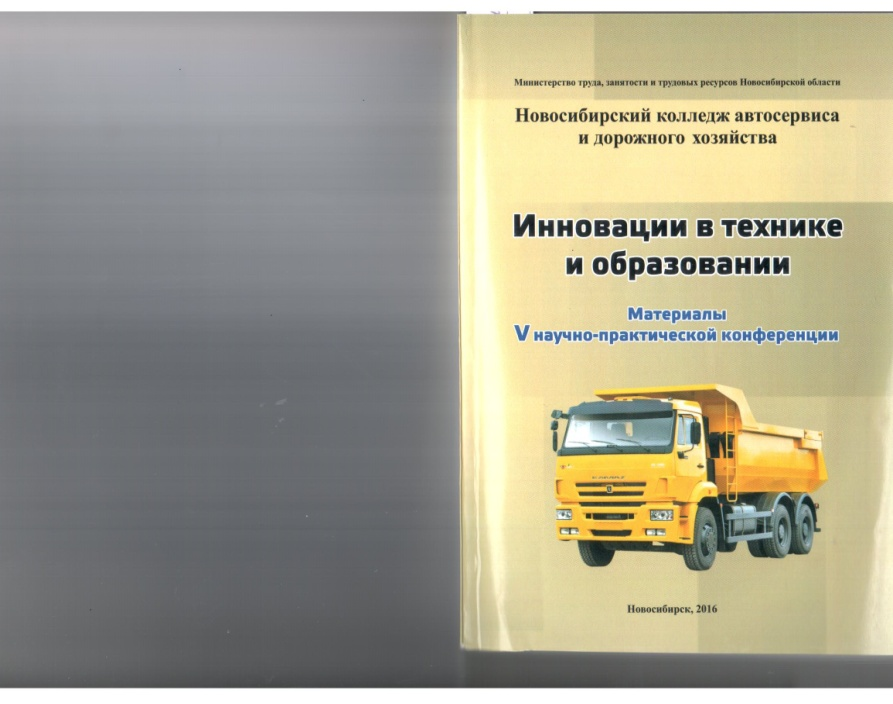 Министерство труда, занятости и трудовых ресурсов Новосибирской области
Новосибирский колледж автосервиса
и дорожного хозяйства
Инновации в технике
и образовании
Материалы
V научно-практической конференции
Новосибирск, 2016